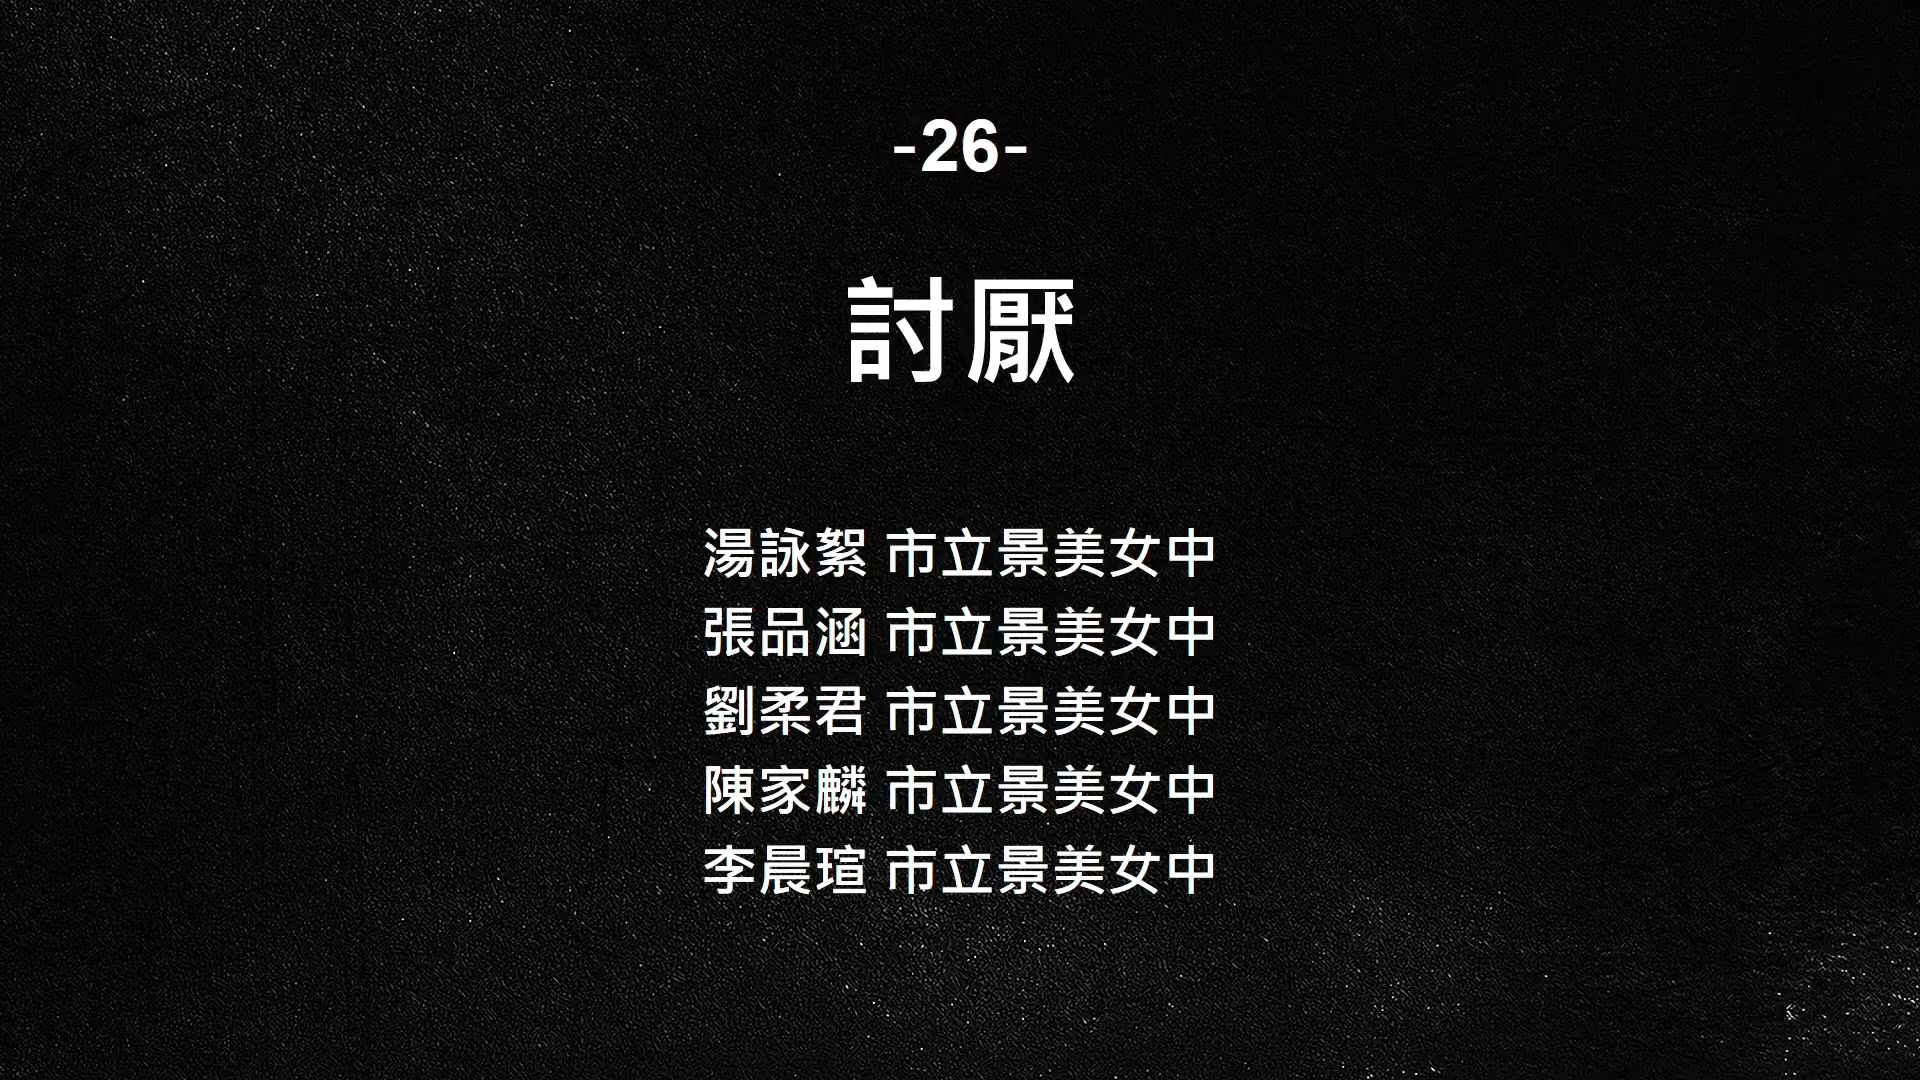 -26-
討厭
湯詠絮 市立景美女中
張品涵 市立景美女中
劉柔君 市立景美女中
陳家麟 市立景美女中
李晨瑄 市立景美女中